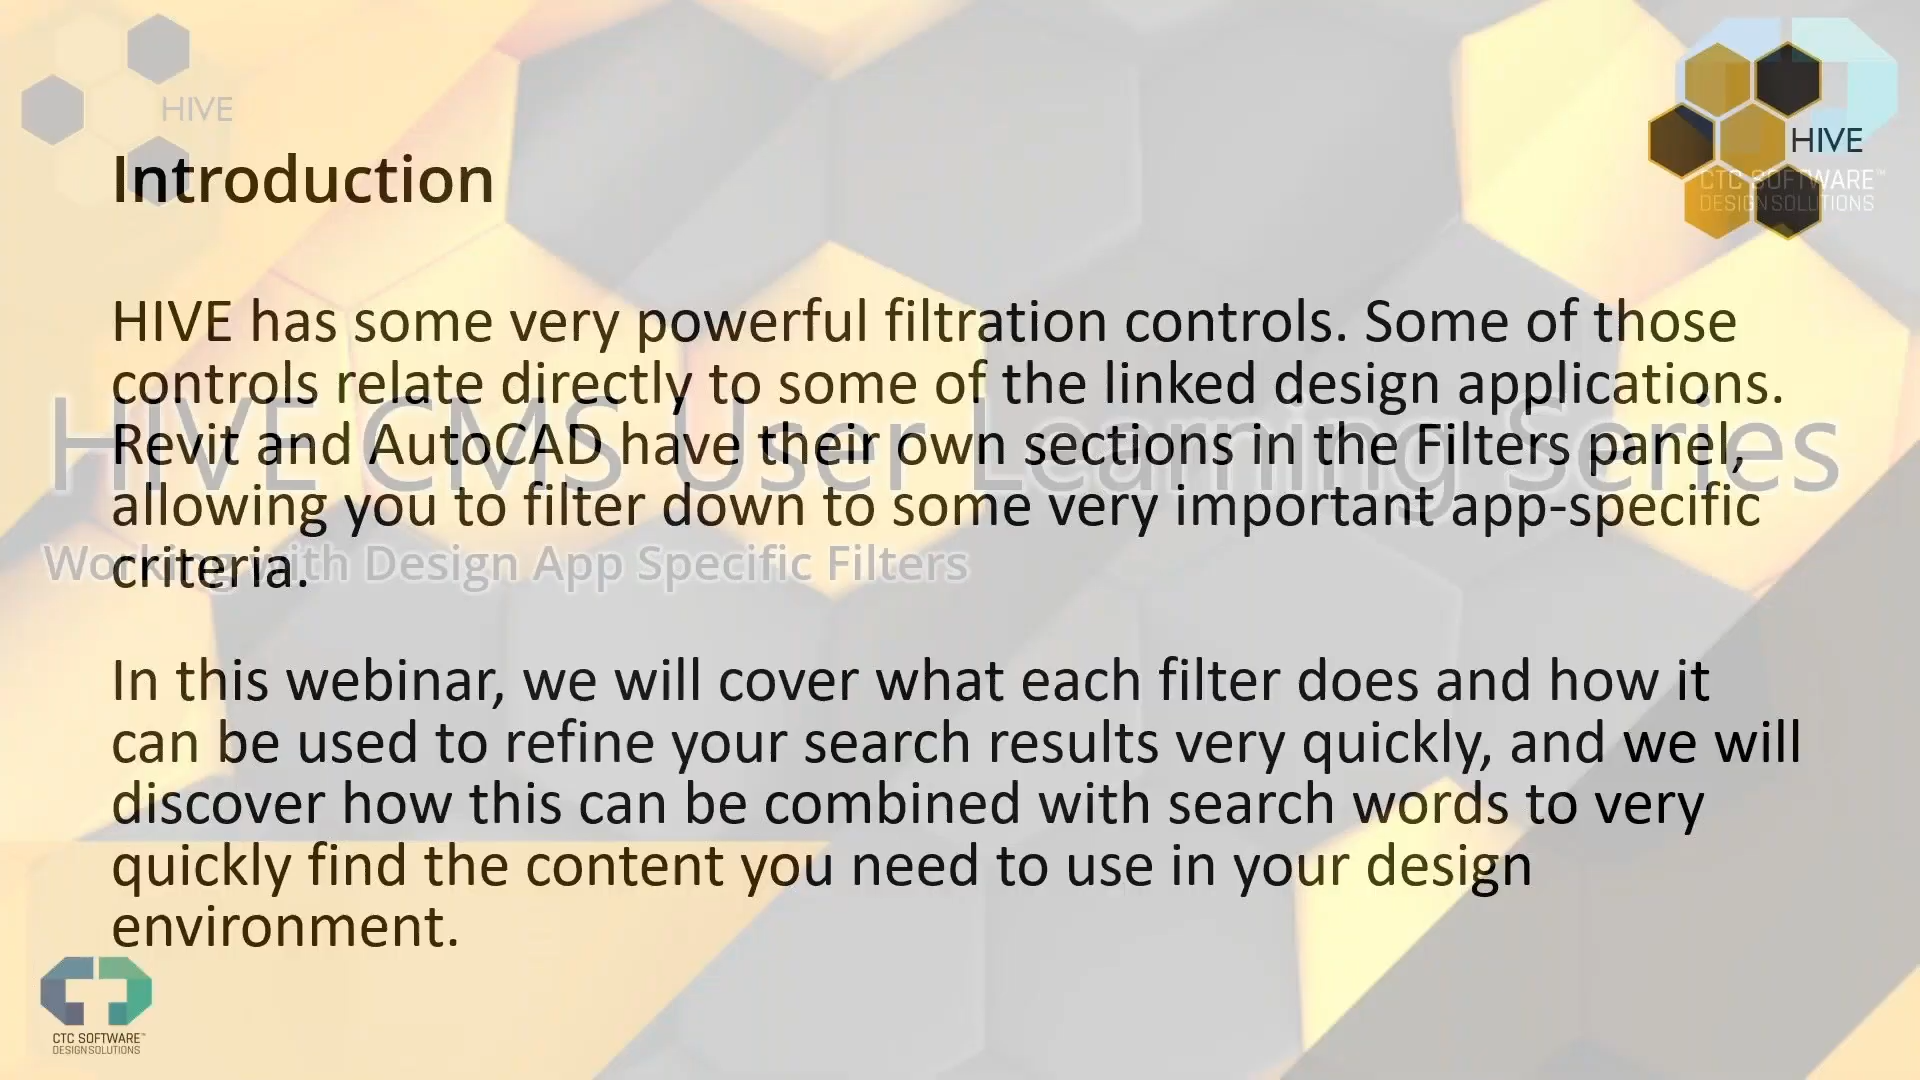 HIVE
HIVE
CTC SOFTWARE™
DESIGN SOLUTIONS
Introduction
HIVE has some very powerful filtration controls. Some of those
controls relate directly to some of the linked design applications.
Revit and AutoCAD have their own sections in the Filters panel,
allowing you to filter down to some very important app-specific
criteria.
HIVE CMS User Learning Series
Working with Design App Specific Filters
In this webinar, we will cover what each filter does and how it
can be used to refine your search results very quickly, and we will
discover how this can be combined with search words to very
quickly find the content you need to use in your design
environment.
CTC SOFTWARE™
DESIGN SOLUTIONS